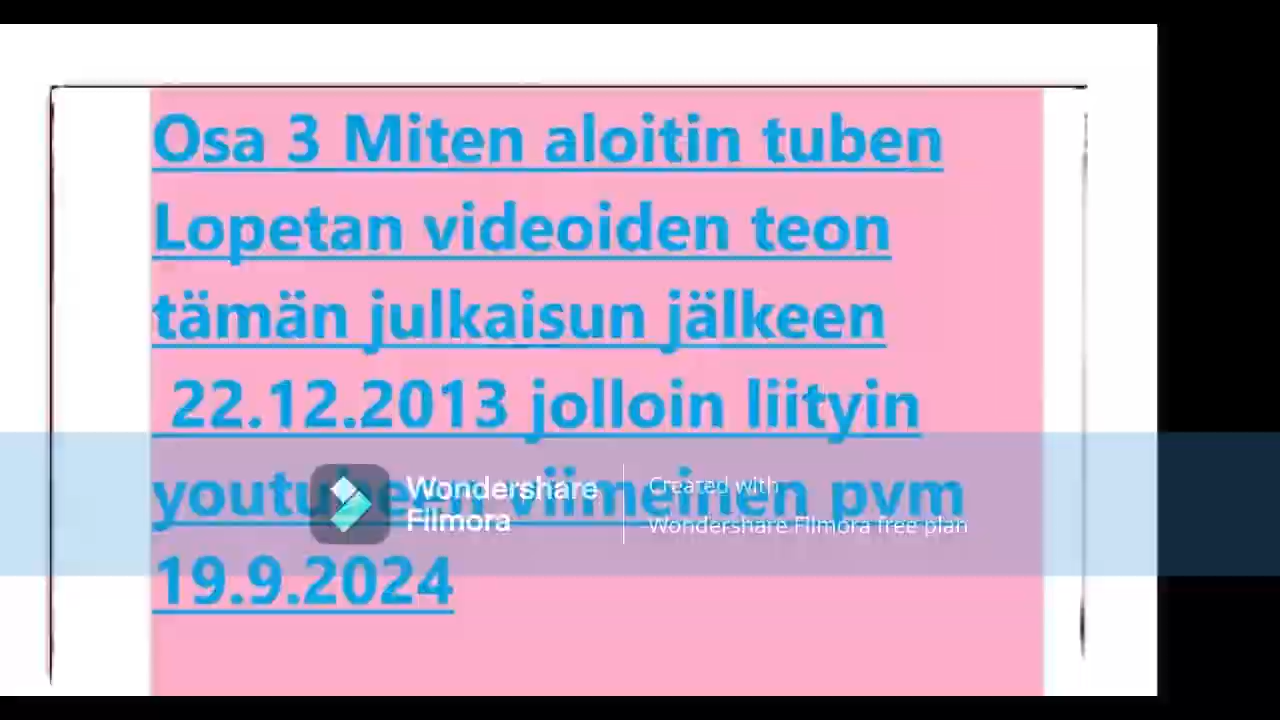 Osa 3 Miten aloitin tuben
Lopetan videoiden teon
tämän julkaisun jälkeen
22.12.2013 jolloin liityin
youtubeen viimeinen pvm
19.9.2024
Wondershare
Filmora
Created with
Wondershare Filmora free plan